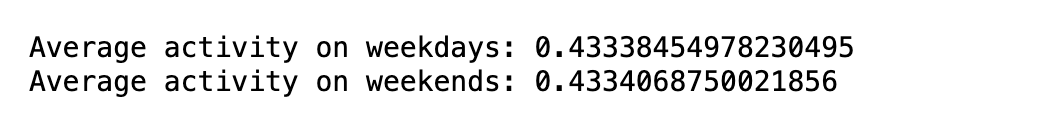 Average activity on weekdays: 0.43338454978230495
Average activity on weekends: 0.4334068750021856